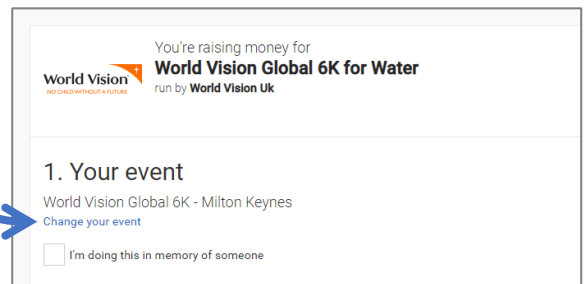 You're raising money for
World Vision Global 6K for Water
run by World Vision Uk
World Vision
NO CHILD WITHOUT A FUTURE
1. Your event
World Vision Global 6K - Milton Keynes
Change your event
I'm doing this in memory of someone